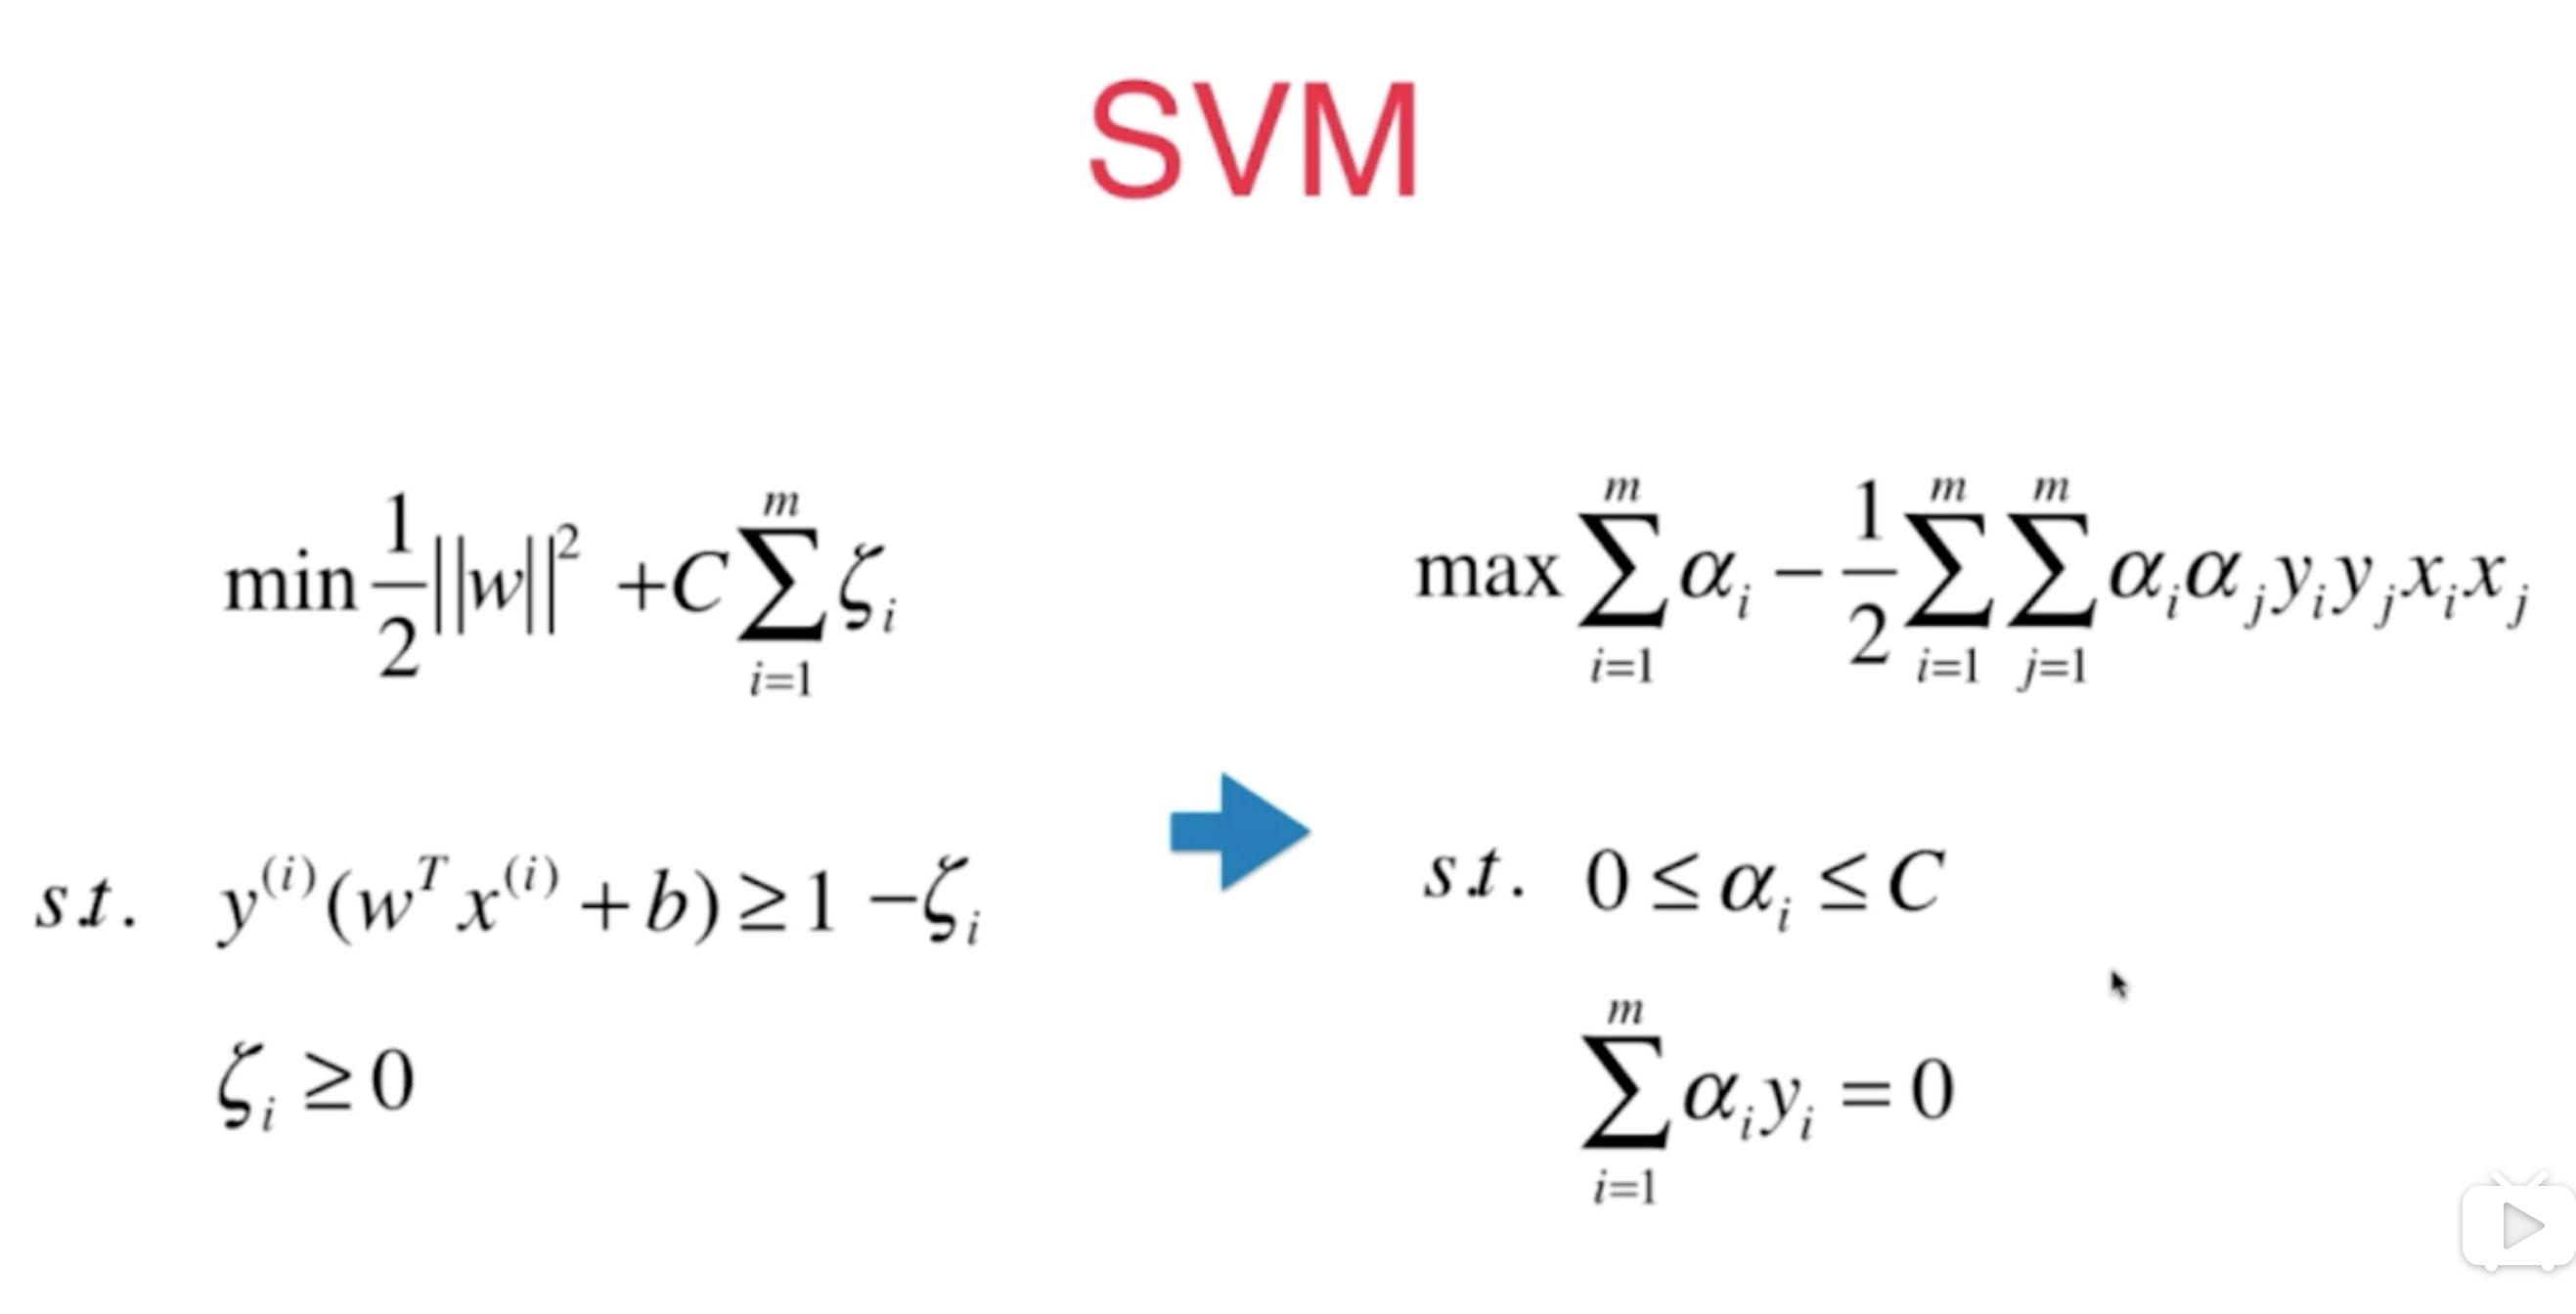 SVM
min 1/2 ||w||² + C ∑_{i=1}^{m} ζ_i
s.t. y^{(i)}(w^T x^{(i)} + b) ≥ 1 − ζ_i
ζ_i ≥ 0
max ∑_{i=1}^{m} α_i − 1/2 ∑_{i=1}^{m} ∑_{j=1}^{m} α_i α_j y_i y_j x_i x_j
s.t. 0 ≤ α_i ≤ C
∑_{i=1}^{m} α_i y_i = 0